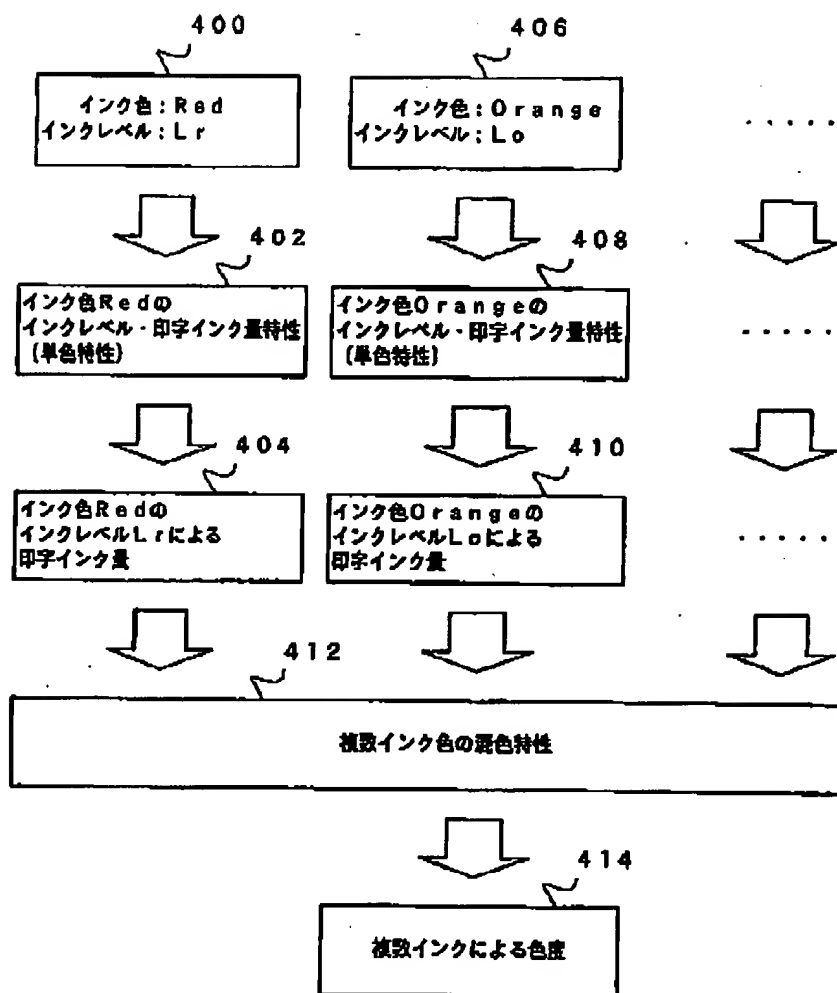 400
406
インク色:Red
インクレベル:Lr
インク色:Orange
インクレベル:Lo
.....
402
408
インク色Redの
インクレベル・印字インク量特性
(単色特性)
インク色Orangeの
インクレベル・印字インク量特性
(単色特性)
.....
404
410
インク色Redの
インクレベルLrによる
印字インク量
インク色Orangeの
インクレベルLoによる
印字インク量
.....
412
複数インク色の混色特性
414
複数インクによる色度